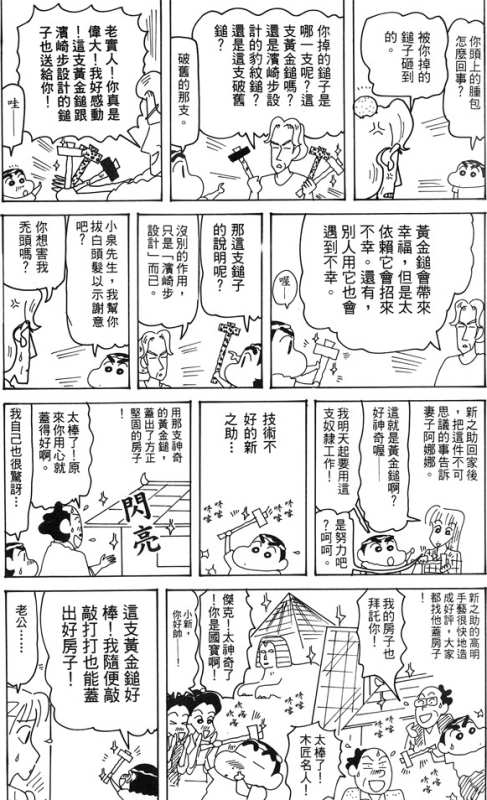 你頭上的腫包
怎麼回事？
被你掉的
鎚子砸到
的。
你掉的鎚子是
哪一支呢？這
支黃金鎚嗎？
還是濱崎步設
計的豹紋鎚？
還是這支破舊
破舊的那支。
老實人！你真是
偉大！我好感動
！這支黃金鎚跟
濱崎步設計的鎚
子也送給你！
哇—
黃金鎚會帶來
幸福，但是太
依賴它會招來
不幸。還有，
別人用它也會
遇到不幸。
喔—
那這支鎚子
的說明呢？
沒別的作用，
只是「濱崎步
設計」而已。
小泉先生，我幫你
拔白頭髮以示謝意
吧？
你想害我
禿頭嗎？
新之助回家後
，把這件不可
思議的事告訴
妻子阿娜娜。
這就是黃金鎚啊？
好神奇喔—
我明天起要用這
支奴隸工作！
是努力吧
？呵呵。
技術不
好的新
之助…
咚咚
咚咚
用那支神奇
的黃金鎚，
蓋出了方正
堅固的房子
！
閃亮
太棒了！原
來你用心就
蓋得好啊。
我自己也很驚訝…
新之助的高明
手藝很快地造
成好評，大家
都找他蓋房子
！
我的房子也
拜託你！
咚咚
咚咚
咚咚
太棒了！
木匠名人！
傑克！太神奇了
！你是國寶啊！
小新，
你好帥—！
這支黃金鎚好
棒！我隨便敲
敲打打也能蓋
出好房子！
老公……